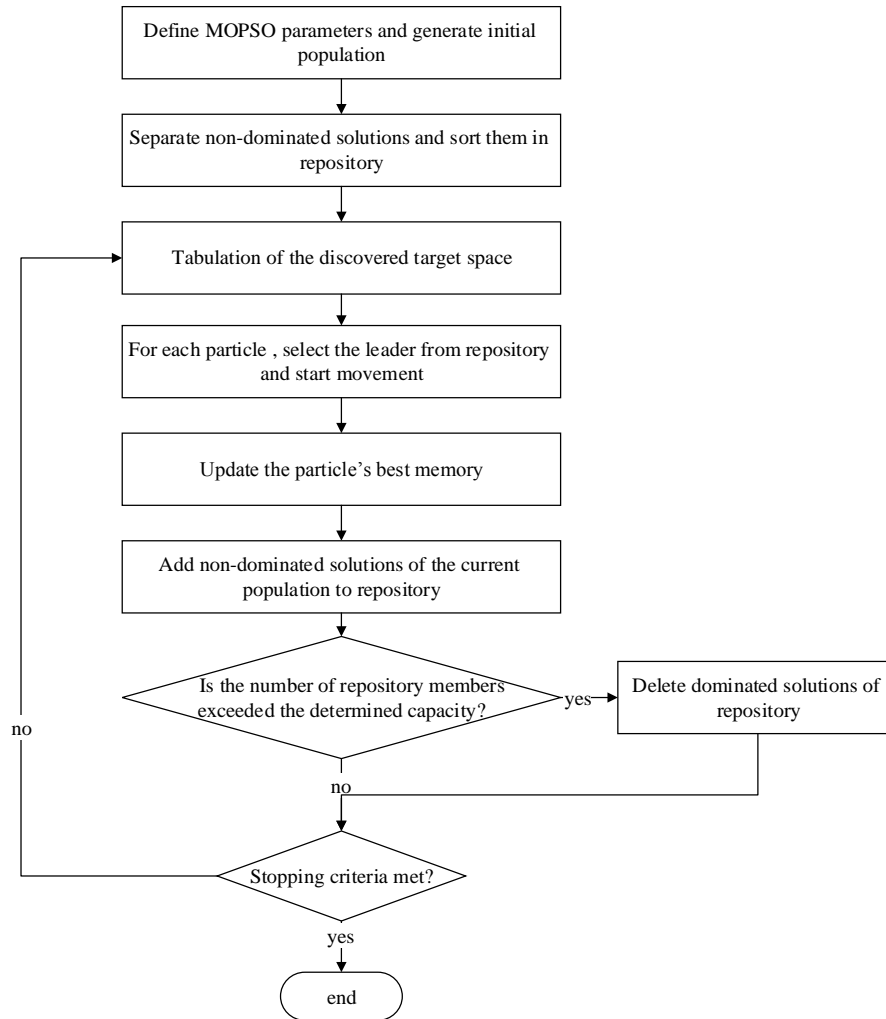 Define MOPSO parameters and generate initial
population
Separate non-dominated solutions and sort them in
repository
Tabulation of the discovered target space
For each particle , select the leader from repository
and start movement
Update the particle’s best memory
Add non-dominated solutions of the current
population to repository
Is the number of repository members
exceeded the determined capacity?
yes
Delete dominated solutions of
repository
no
no
Stopping criteria met?
yes
end